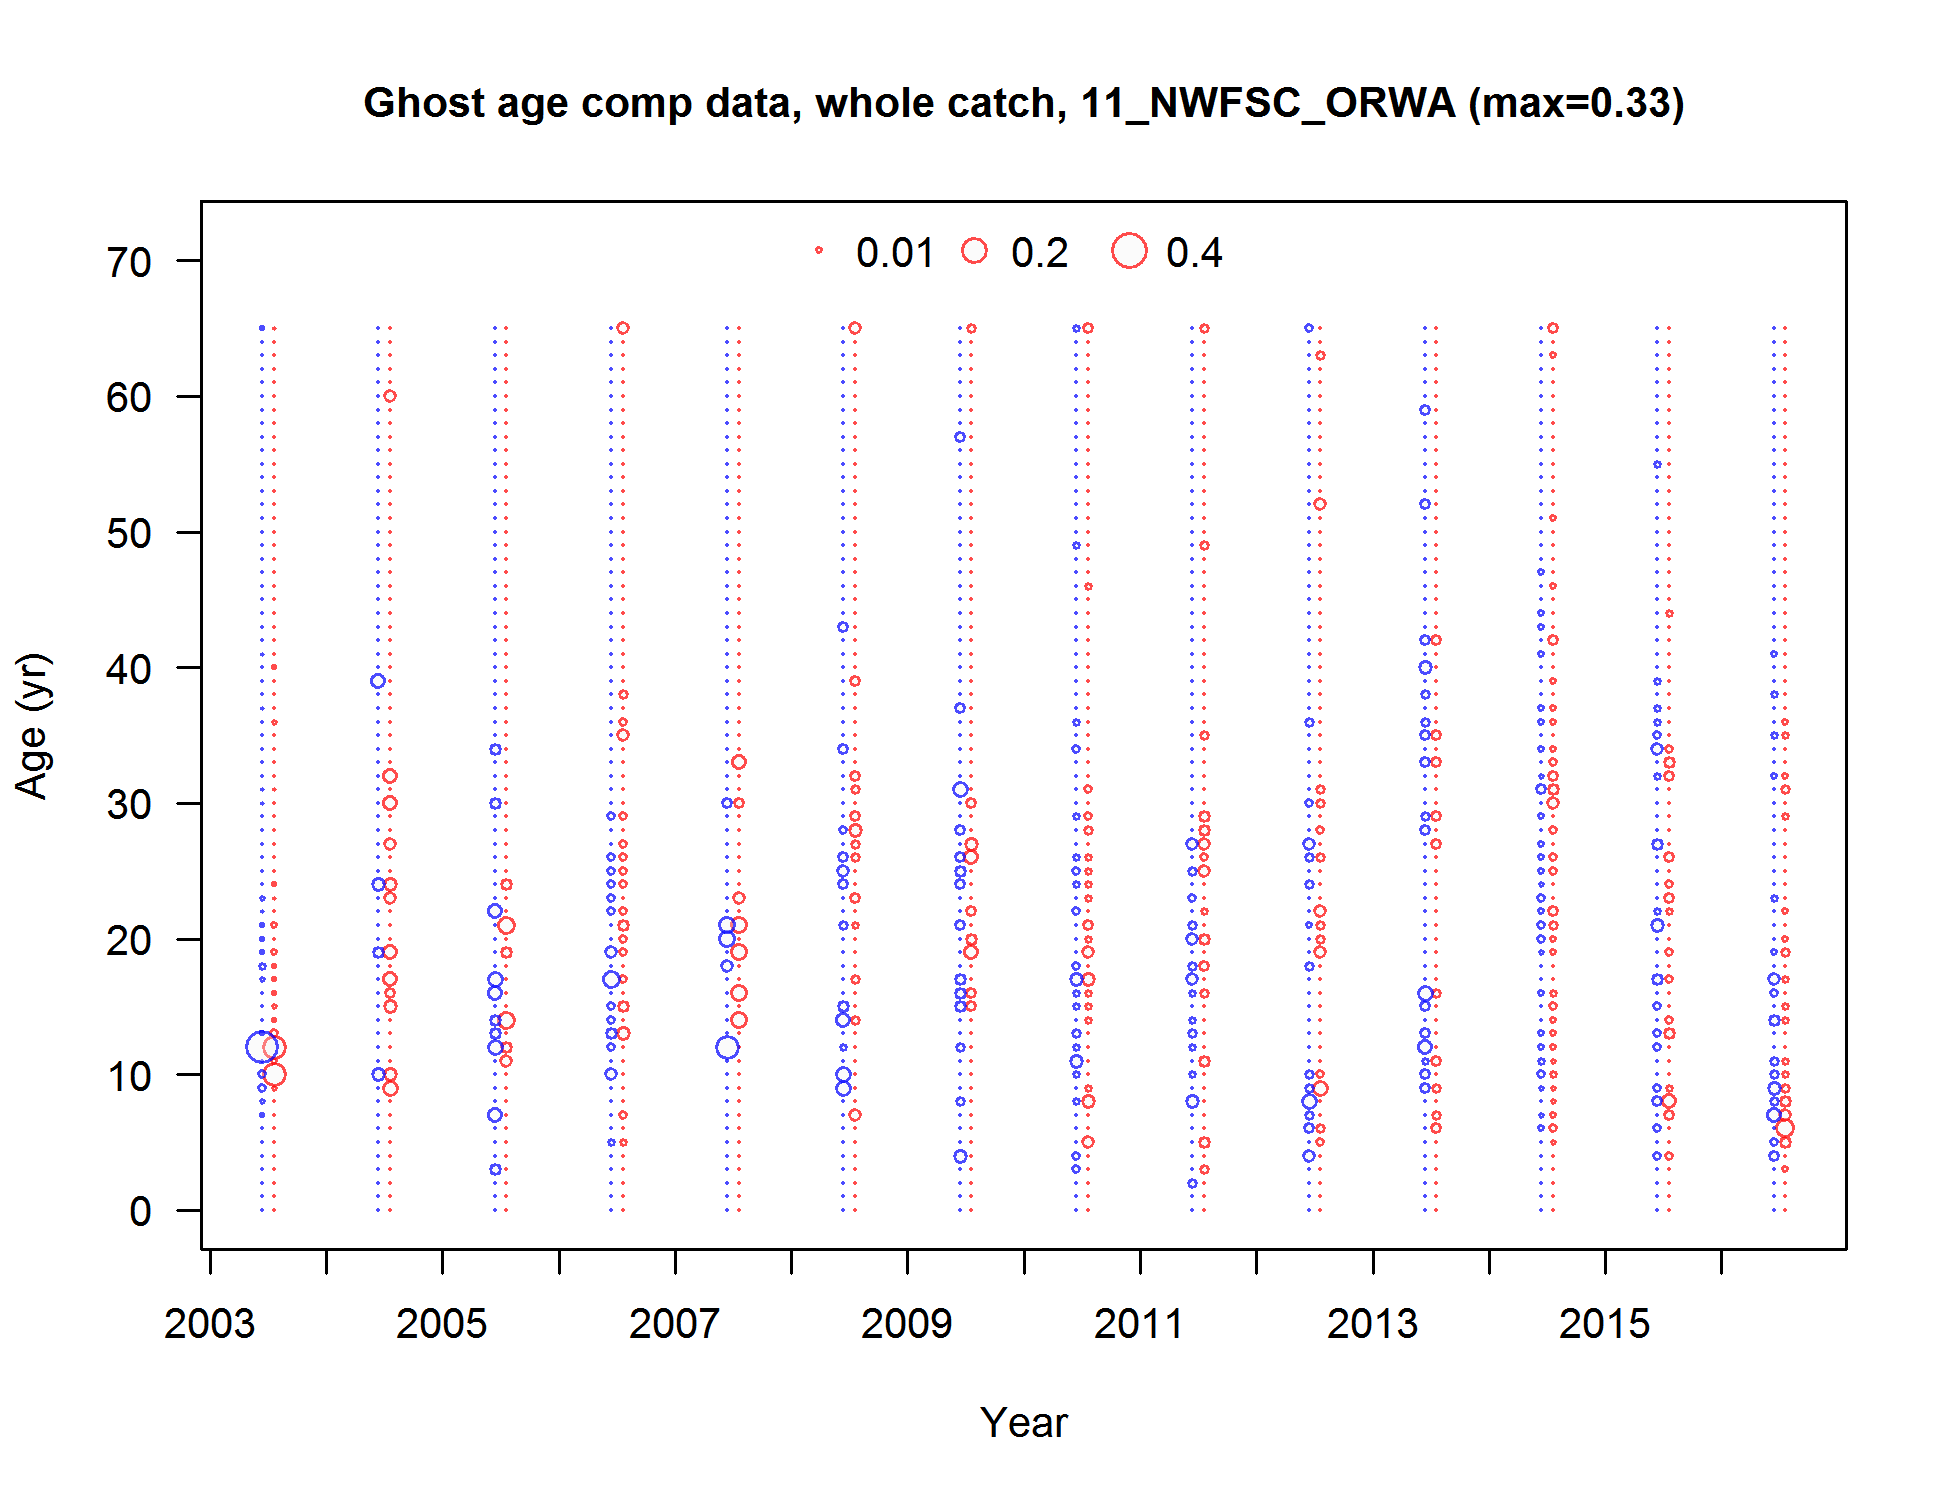 Ghost age comp data, whole catch, 11_NWFSC_ORWA (max=0.33)
0.01 0.2 0.4
70
60
50
40
30
20
10
0
Age (yr)
2003 2005 2007 2009 2011 2013 2015
Year